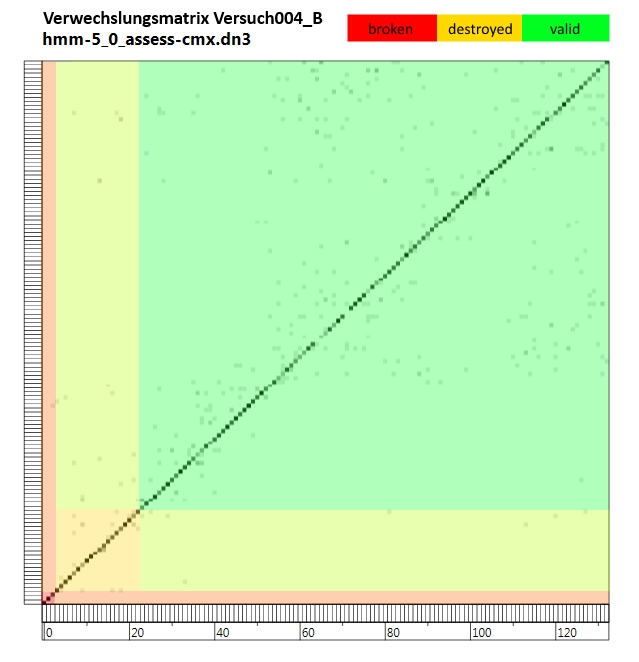 Verwechslungsmatrix Versuch004_B
hmm-5_0_assess-cmx.dn3
broken destroyed valid
0 20 40 60 80 100 120